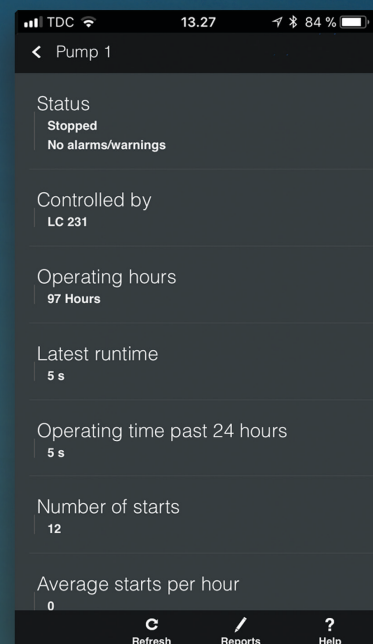 TDC 13.27 84 %
Pump 1
Status
Stopped
No alarms/warnings
Controlled by
LC 231
Operating hours
97 Hours
Latest runtime
5 s
Operating time past 24 hours
5 s
Number of starts
12
Average starts per hour
0
Refresh Reports ? Help